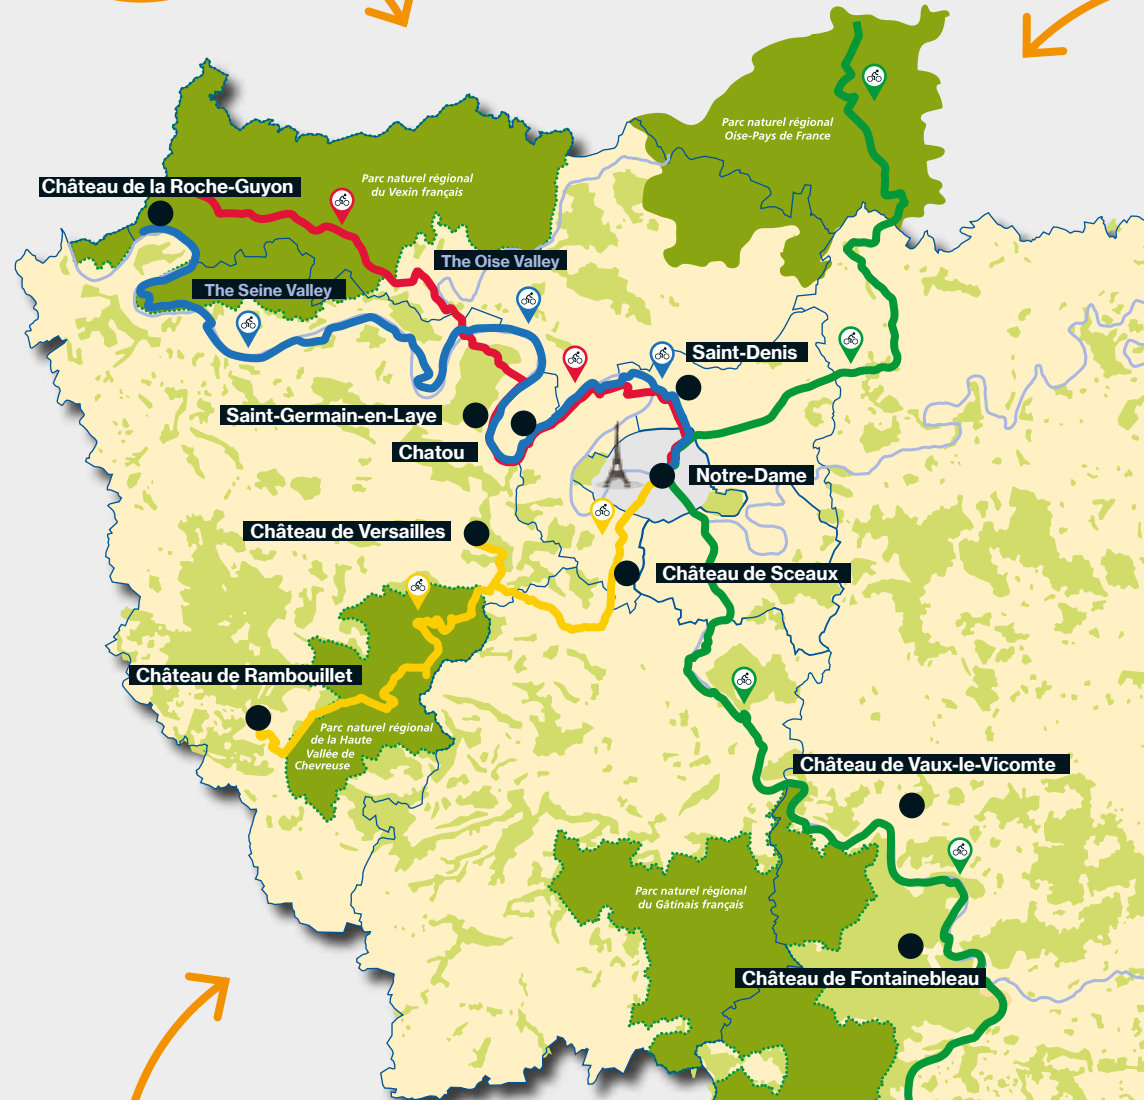 Parc naturel régional
Oise-Pays de France
Parc naturel régional
du Vexin français
Château de la Roche-Guyon
The Oise Valley
The Seine Valley
Saint-Denis
Saint-Germain-en-Laye
Chatou
Notre-Dame
Château de Versailles
Château de Sceaux
Château de Rambouillet
Parc naturel régional
de la Haute
Vallée de
Chevreuse
Château de Vaux-le-Vicomte
Parc naturel régional
du Gâtinais français
Château de Fontainebleau